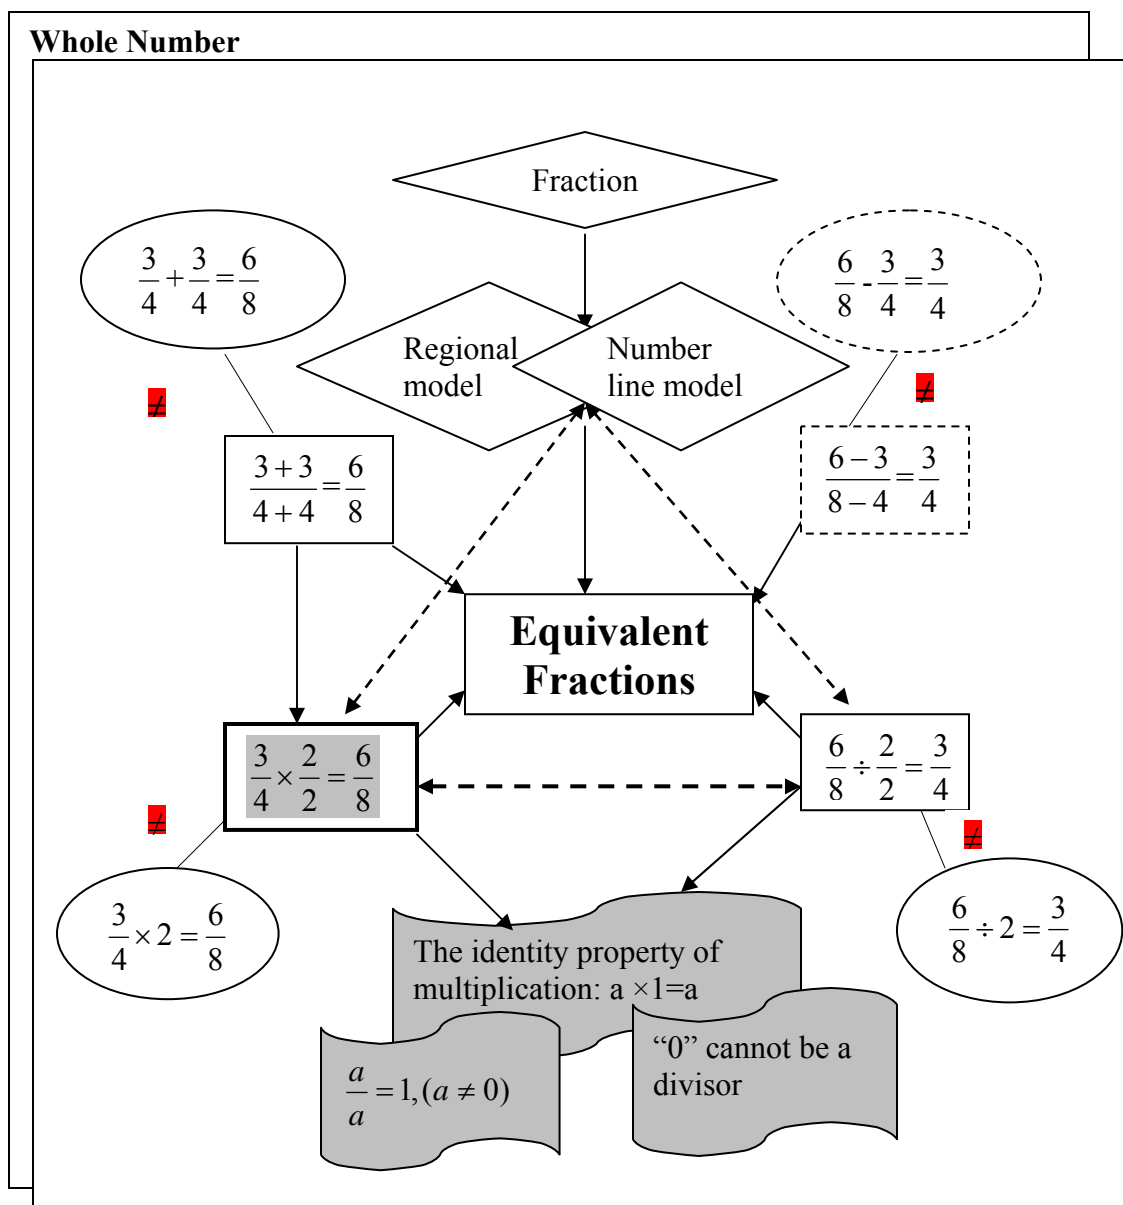 Whole Number
Fraction
3/4 + 3/4 = 6/8
6/8 - 3/4 = 3/4
Regional
model
Number
line model
≠
≠
(3 + 3)/(4 + 4) = 6/8
(6 − 3)/(8 − 4) = 3/4
Equivalent
Fractions
3/4 × 2/2 = 6/8
6/8 ÷ 2/2 = 3/4
≠
≠
3/4 × 2 = 6/8
6/8 ÷ 2 = 3/4
The identity property of
multiplication: a ×1=a
a/a = 1, (a ≠ 0)
“0” cannot be a
divisor